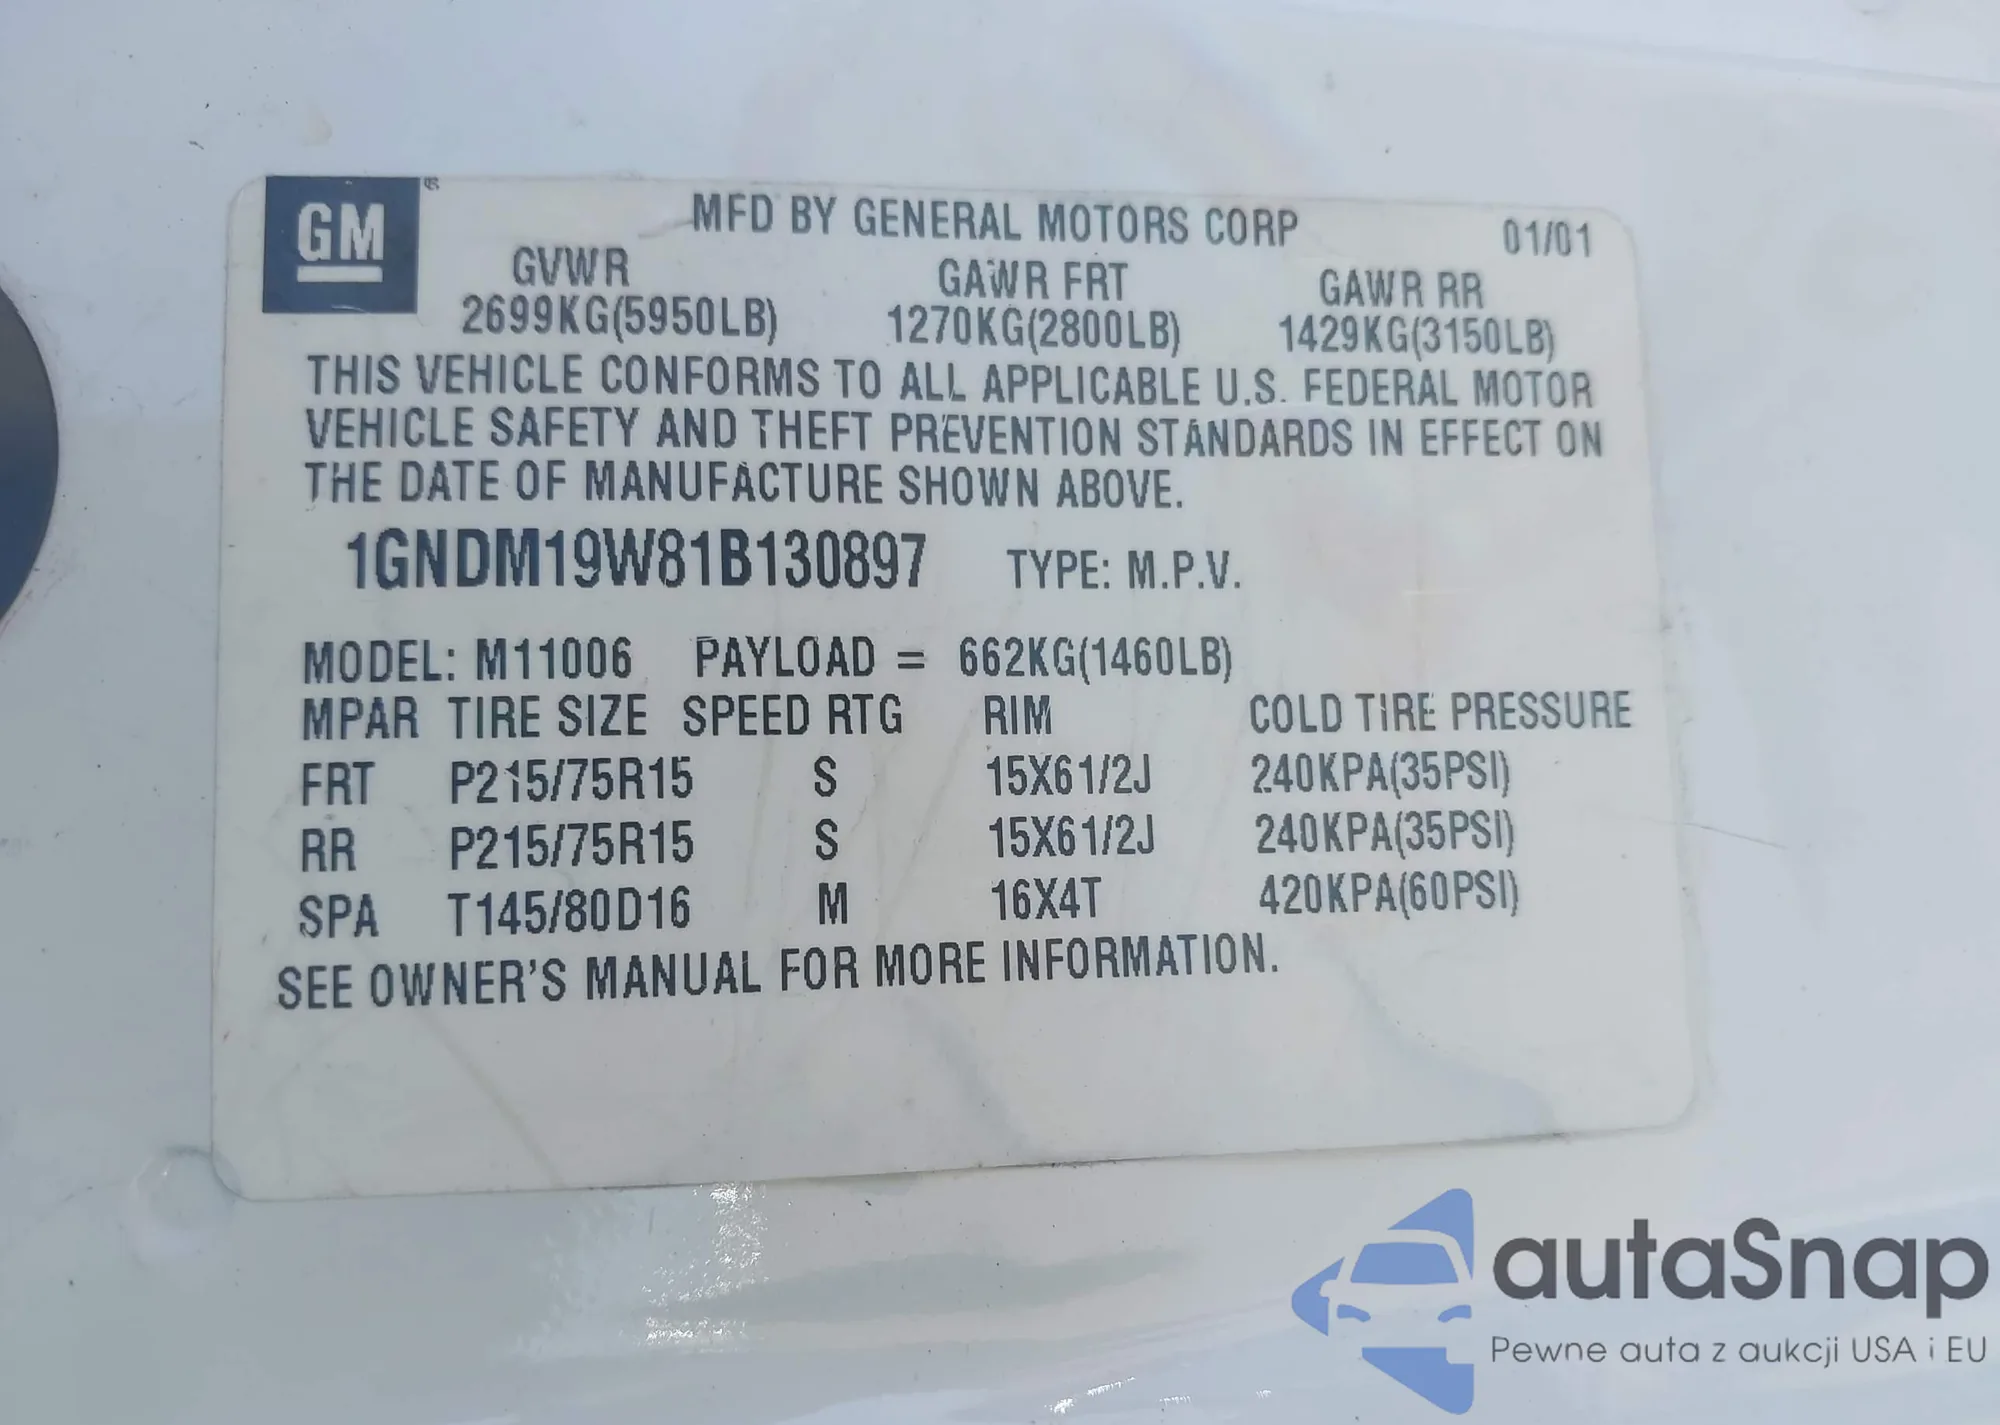 GM®
MFD BY GENERAL MOTORS CORP 01/01
GVWR GAWR FRT GAWR RR
2699KG(5950LB) 1270KG(2800LB) 1429KG(3150LB)
THIS VEHICLE CONFORMS TO ALL APPLICABLE U.S. FEDERAL MOTOR
VEHICLE SAFETY AND THEFT PREVENTION STANDARDS IN EFFECT ON
THE DATE OF MANUFACTURE SHOWN ABOVE.
1GNDM19W81B130897 TYPE: M.P.V.
MODEL: M11006 PAYLOAD = 662KG(1460LB)
MPAR TIRE SIZE SPEED RTG RIM COLD TIRE PRESSURE
FRT P215/75R15 S 15X61/2J 240KPA(35PSI)
RR P215/75R15 S 15X61/2J 240KPA(35PSI)
SPA T145/80D16 M 16X4T 420KPA(60PSI)
SEE OWNER'S MANUAL FOR MORE INFORMATION.
autaSnap
Pewne auta z aukcji USA i EU